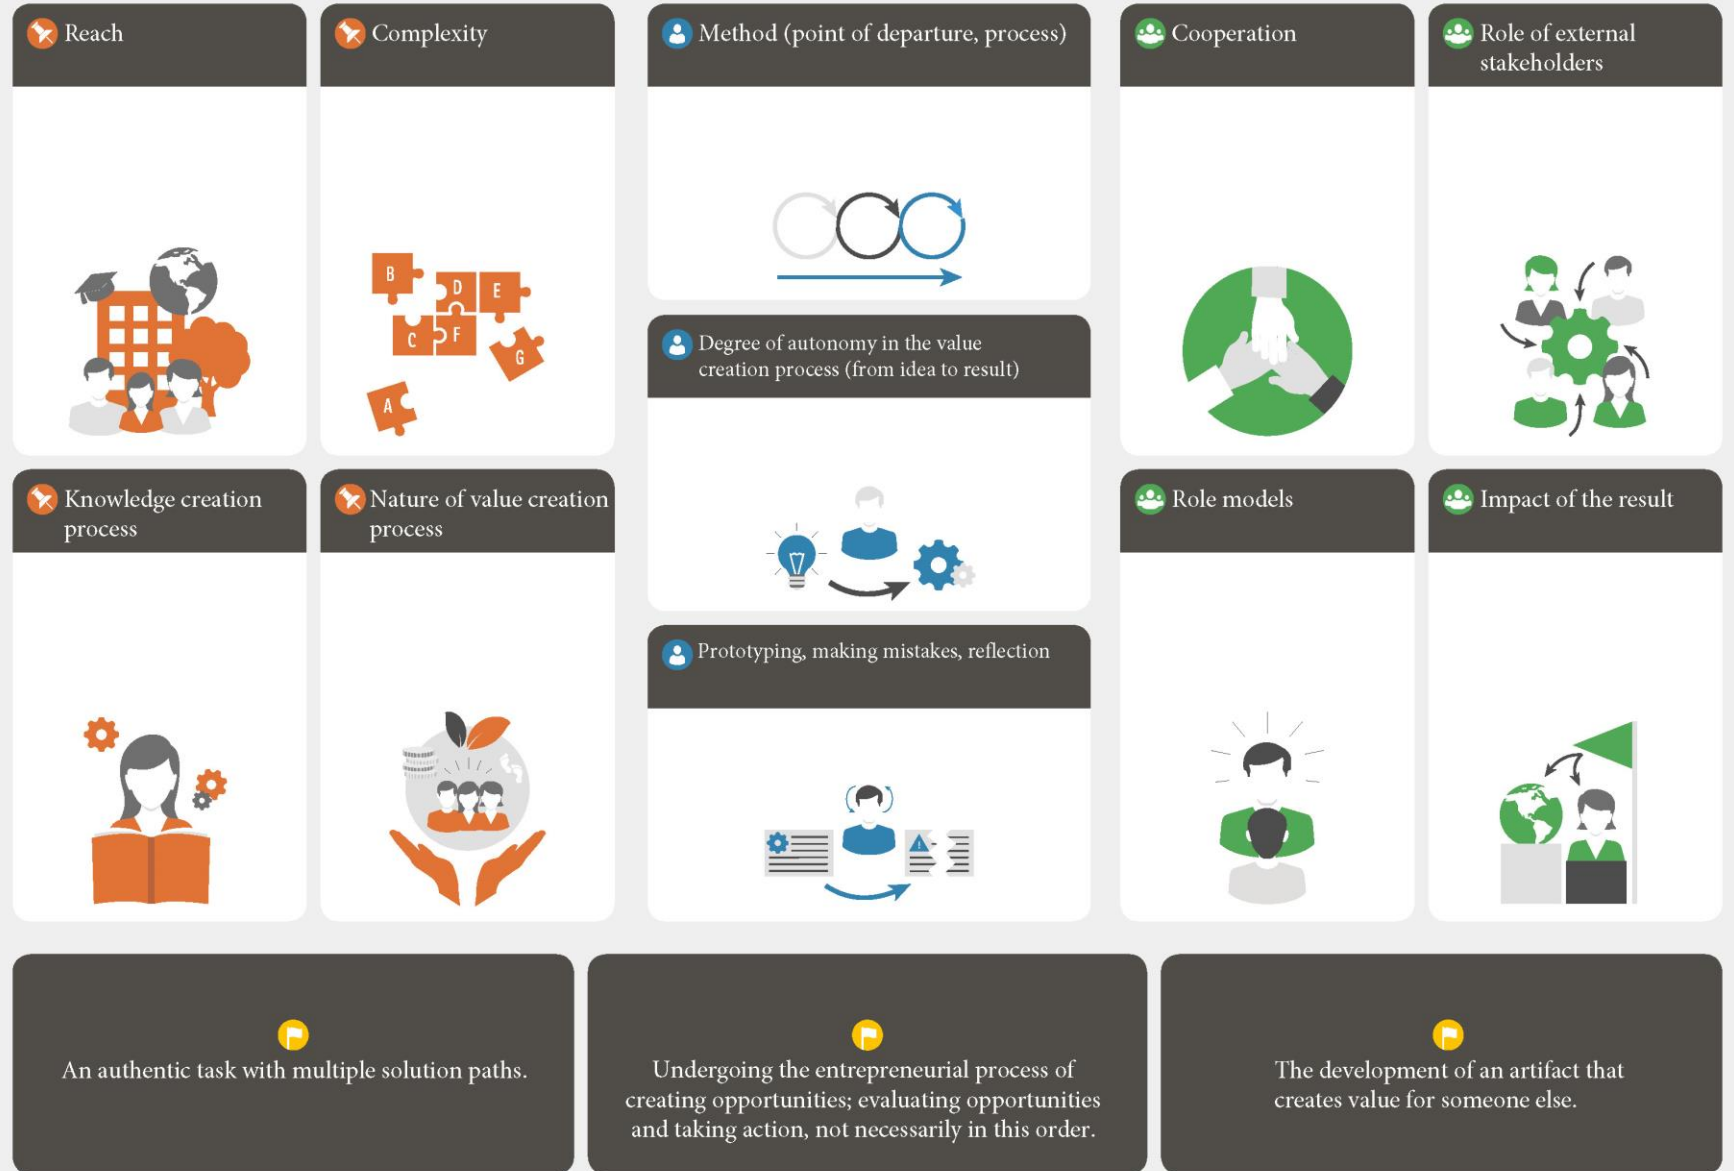 Reach
Complexity
Method (point of departure, process)
Cooperation
Role of external
stakeholders
B
D
E
C
F
G
A
Degree of autonomy in the value
creation process (from idea to result)
Knowledge creation
process
Nature of value creation
process
Role models
Impact of the result
Prototyping, making mistakes, reflection
!
An authentic task with multiple solution paths.
Undergoing the entrepreneurial process of
creating opportunities; evaluating opportunities
and taking action, not necessarily in this order.
The development of an artifact that
creates value for someone else.